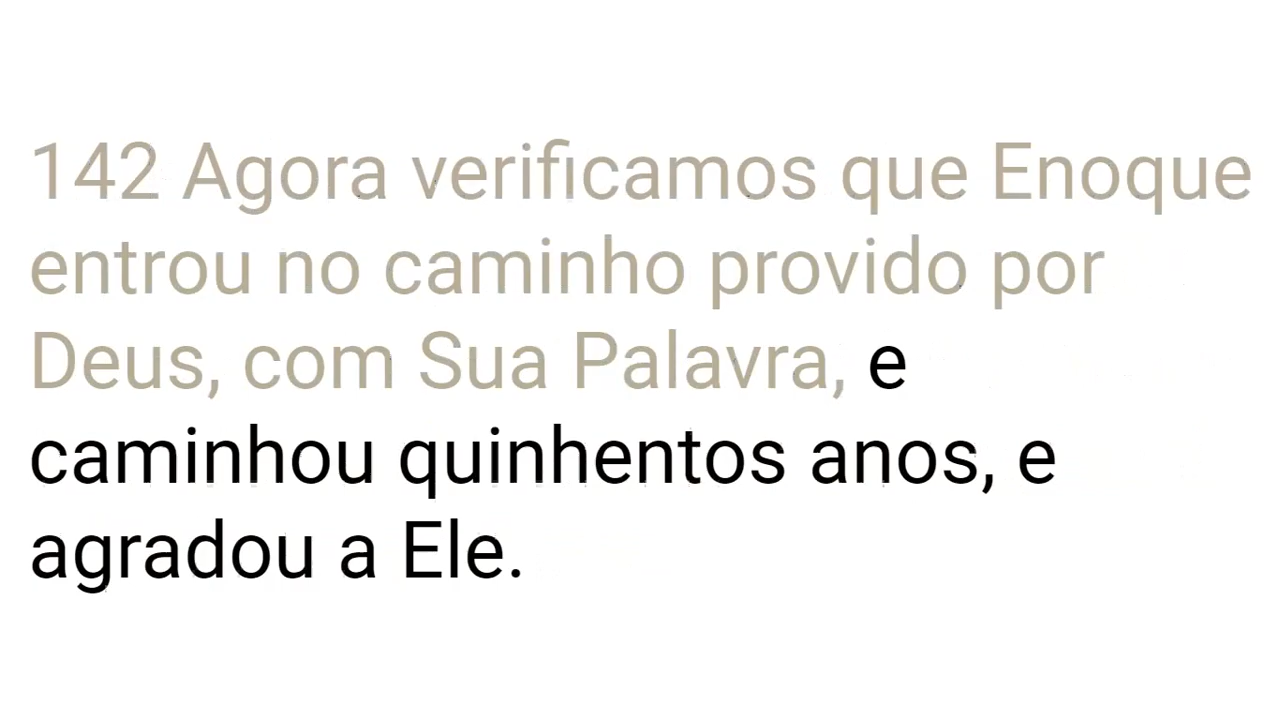 142 Agora verificamos que Enoque
entrou no caminho provido por
Deus, com Sua Palavra, e
caminhou quinhentos anos, e
agradou a Ele.